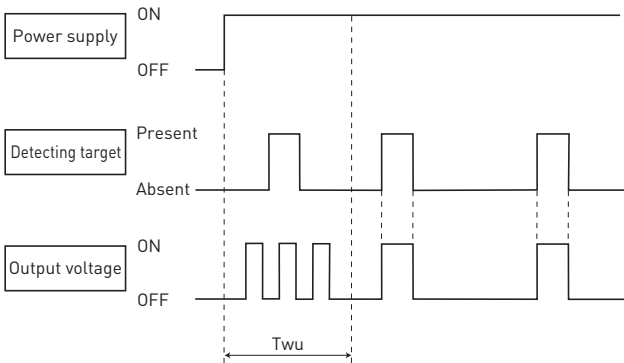 ON
Power supply
OFF
Present
Detecting target
Absent
ON
Output voltage
OFF
Twu